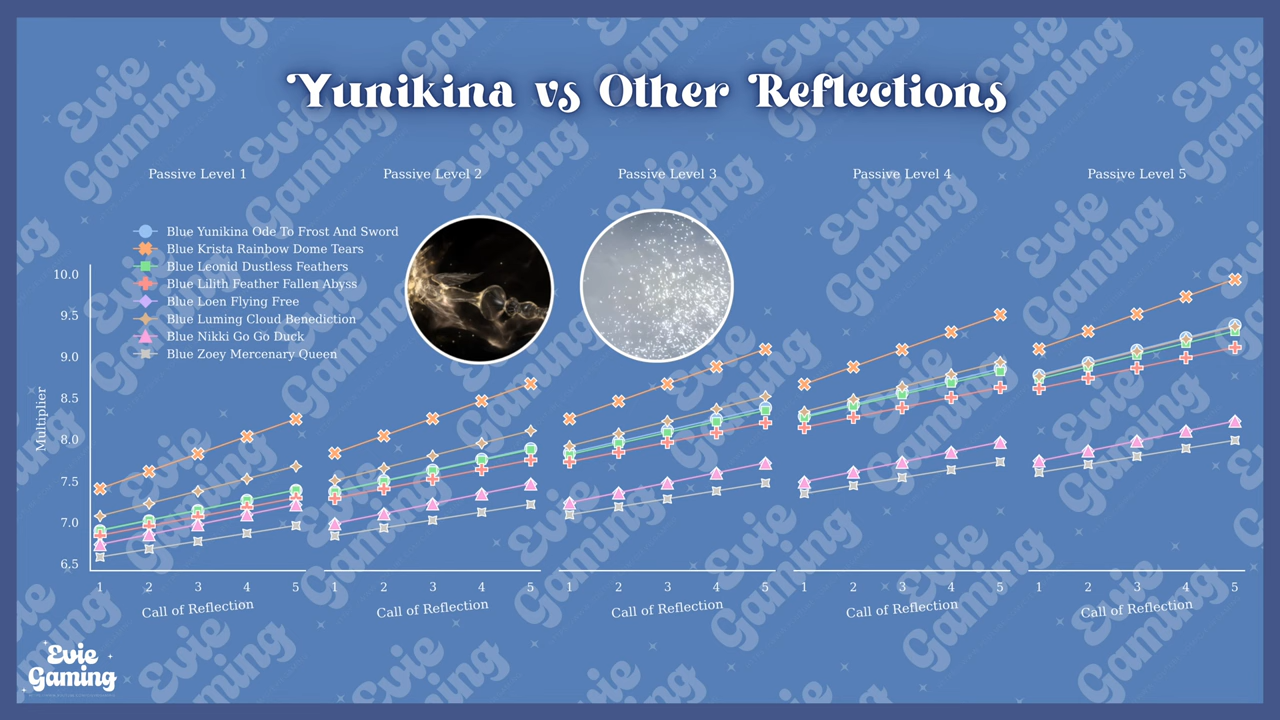 Yunikina vs Other Reflections
Passive Level 1
Passive Level 2
Passive Level 3
Passive Level 4
Passive Level 5
Blue Yunikina Ode To Frost And Sword
Blue Krista Rainbow Dome Tears
Blue Leonid Dustless Feathers
Blue Lilith Feather Fallen Abyss
Blue Loen Flying Free
Blue Luming Cloud Benediction
Blue Nikki Go Go Duck
Blue Zoey Mercenary Queen
Multiplier
10.0
9.5
9.0
8.5
8.0
7.5
7.0
6.5
1 2 3 4 5
1 2 3 4 5
1 2 3 4 5
1 2 3 4 5
1 2 3 4 5
Call of Reflection
Call of Reflection
Call of Reflection
Call of Reflection
Call of Reflection
Evie
Gaming